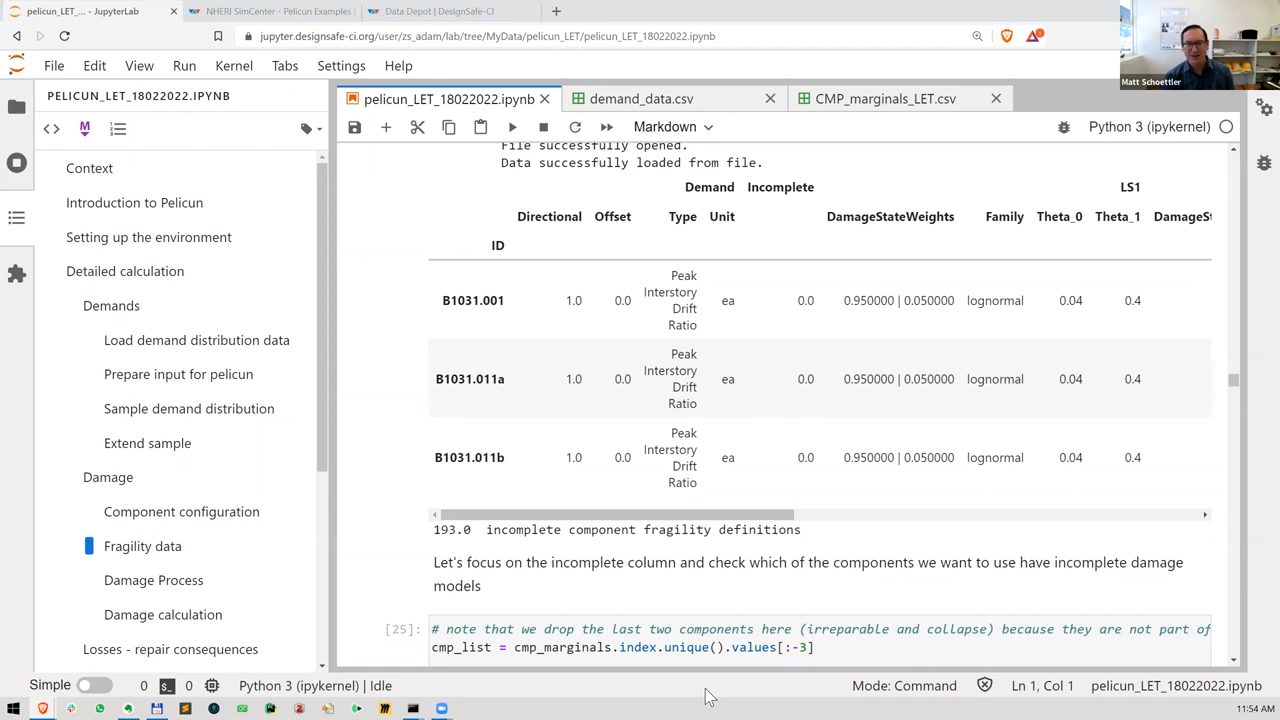 pelicun_LET_... - JupyterLab
NHERI SimCenter - Pelicun Examples
Data Depot | DesignSafe-CI
jupyter.designsafe-ci.org/user/zs_adam/lab/tree/MyData/pelicun_LET/pelicun_LET_18022022.ipynb
Matt Schoettler
File Edit View Run Kernel Tabs Settings Help
PELICUN_LET_18022022.IPYNB
pelicun_LET_18022022.ipynb
demand_data.csv
CMP_marginals_LET.csv
Markdown
Python 3 (ipykernel)
Context
Introduction to Pelicun
Setting up the environment
Detailed calculation
Demands
Load demand distribution data
Prepare input for pelicun
Sample demand distribution
Extend sample
Damage
Component configuration
Fragility data
Damage Process
Damage calculation
Losses - repair consequences
File successfully opened.
Data successfully loaded from file.
Demand Incomplete LS1
Directional Offset Type Unit DamageStateWeights Family Theta_0 Theta_1 DamageSt
ID
B1031.001 1.0 0.0 Peak Interstory Drift Ratio ea 0.0 0.950000 | 0.050000 lognormal 0.04 0.4
B1031.011a 1.0 0.0 Peak Interstory Drift Ratio ea 0.0 0.950000 | 0.050000 lognormal 0.04 0.4
B1031.011b 1.0 0.0 Peak Interstory Drift Ratio ea 0.0 0.950000 | 0.050000 lognormal 0.04 0.4
193.0 incomplete component fragility definitions
Let's focus on the incomplete column and check which of the components we want to use have incomplete damage
models
[25]: # note that we drop the last two components here (irreparable and collapse) because they are not part of
cmp_list = cmp_marginals.index.unique().values[:-3]
Simple 0 0 Python 3 (ipykernel) | Idle
Mode: Command Ln 1, Col 1 pelicun_LET_18022022.ipynb
11:54 AM